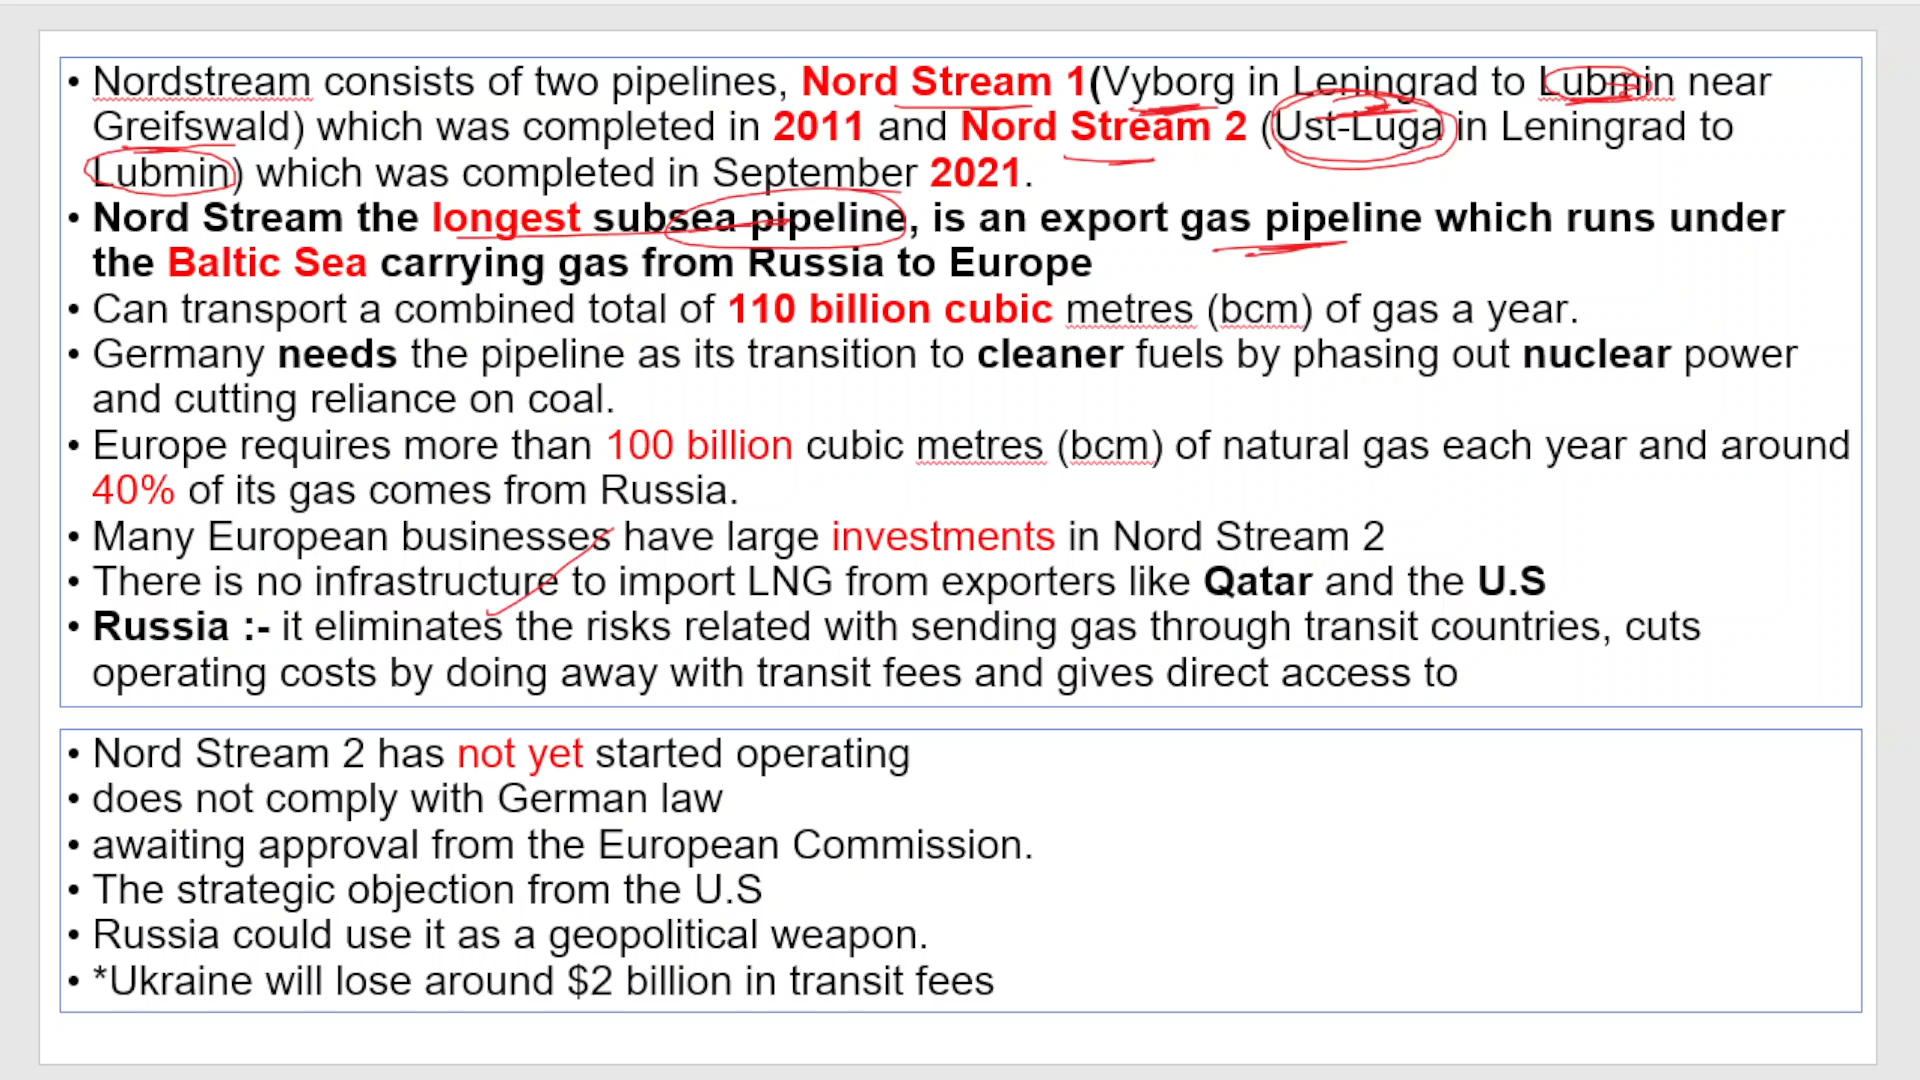 • Nordstream consists of two pipelines, Nord Stream 1(Vyborg in Leningrad to Lubmin near
Greifswald) which was completed in 2011 and Nord Stream 2 (Ust-Luga in Leningrad to
Lubmin) which was completed in September 2021.
• Nord Stream the longest subsea pipeline, is an export gas pipeline which runs under
the Baltic Sea carrying gas from Russia to Europe
• Can transport a combined total of 110 billion cubic metres (bcm) of gas a year.
• Germany needs the pipeline as its transition to cleaner fuels by phasing out nuclear power
and cutting reliance on coal.
• Europe requires more than 100 billion cubic metres (bcm) of natural gas each year and around
40% of its gas comes from Russia.
• Many European businesses have large investments in Nord Stream 2
• There is no infrastructure to import LNG from exporters like Qatar and the U.S
• Russia :- it eliminates the risks related with sending gas through transit countries, cuts
operating costs by doing away with transit fees and gives direct access to
• Nord Stream 2 has not yet started operating
• does not comply with German law
• awaiting approval from the European Commission.
• The strategic objection from the U.S
• Russia could use it as a geopolitical weapon.
• *Ukraine will lose around $2 billion in transit fees